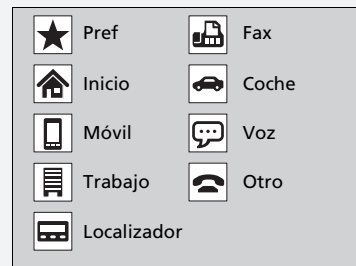 Pref
Fax
Inicio
Coche
Móvil
Voz
Trabajo
Otro
Localizador